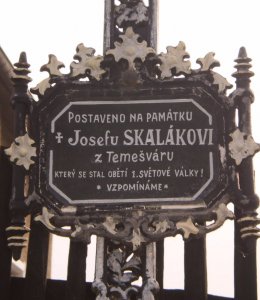 POSTAVENO NA PAMÁTKU
✝ Josefu SKALÁKOVI
z Temešváru
KTERÝ SE STAL OBĚTÍ 1. SVĚTOVÉ VÁLKY!
* VZPOMÍNÁME *